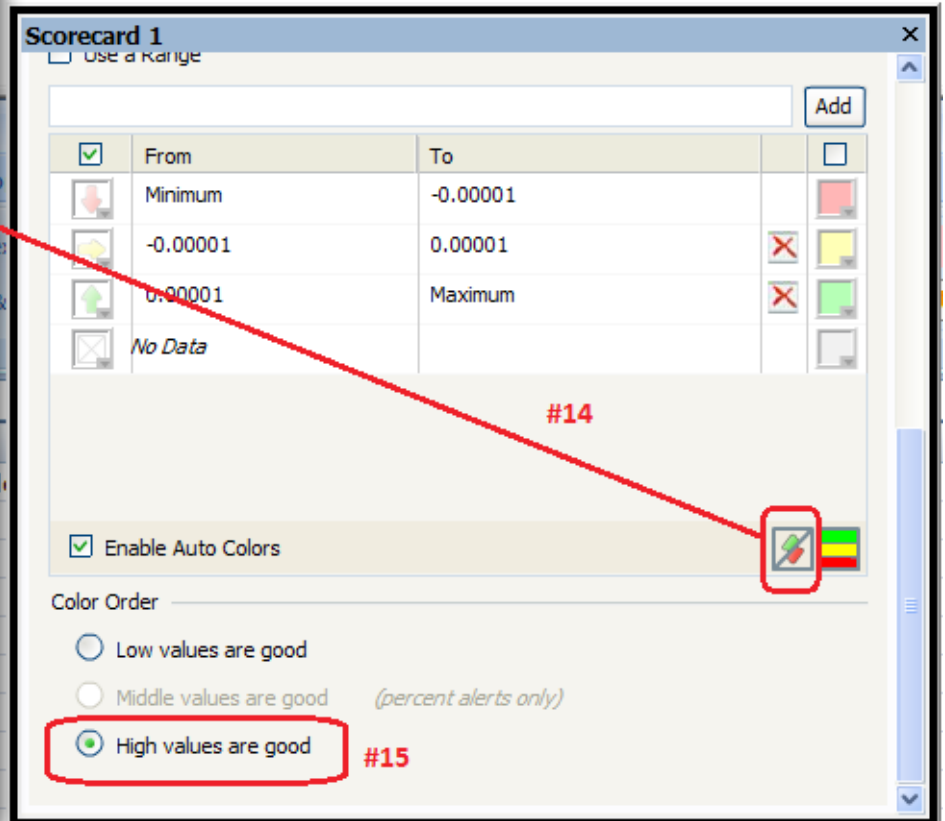 Scorecard 1
Use a Range
Add
From To
Minimum -0.00001
-0.00001 0.00001
0.00001 Maximum
No Data
#14
Enable Auto Colors
Color Order
Low values are good
Middle values are good (percent alerts only)
High values are good
#15